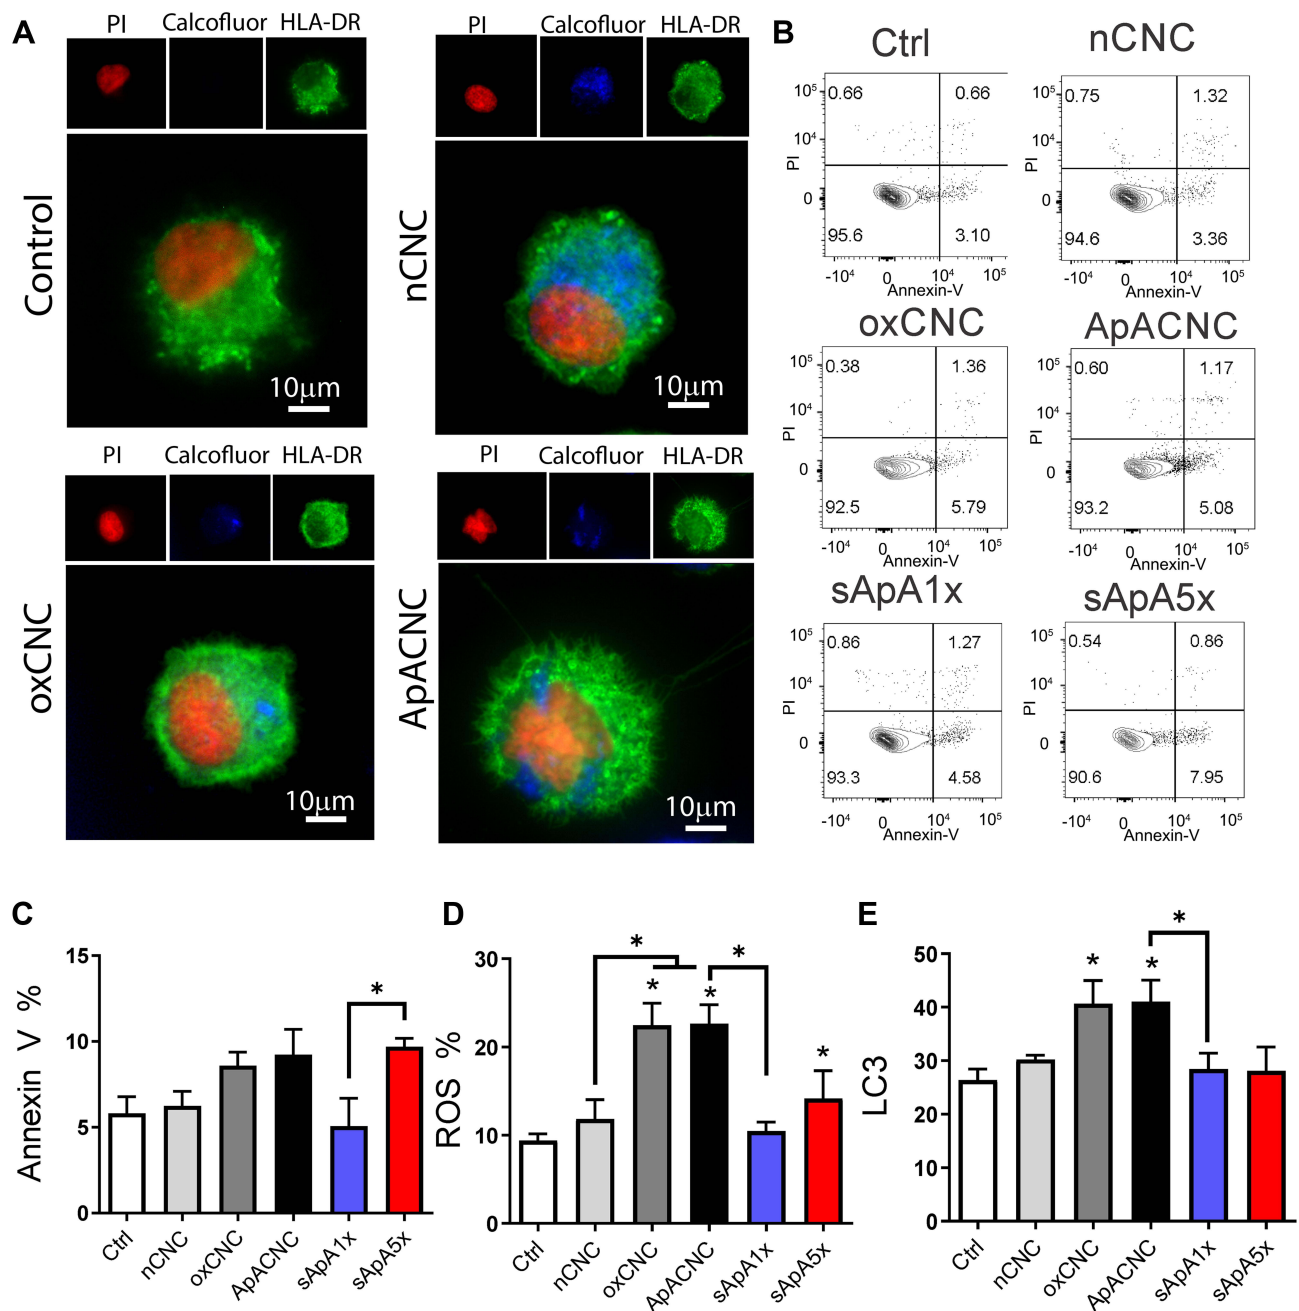 A
PI Calcofluor HLA-DR
Control
10μm
PI Calcofluor HLA-DR
nCNC
10μm
PI Calcofluor HLA-DR
oxCNC
10μm
PI Calcofluor HLA-DR
ApACNC
10μm
B
Ctrl
0.66 0.66
95.6 3.10
10⁵
10⁴
0
PI
-10⁴ 0 10⁴ 10⁵
Annexin-V
nCNC
0.75 1.32
94.6 3.36
10⁵
10⁴
0
PI
-10⁴ 0 10⁴ 10⁵
Annexin-V
oxCNC
0.38 1.36
92.5 5.79
10⁵
10⁴
0
PI
-10⁴ 0 10⁴ 10⁵
Annexin-V
ApACNC
0.60 1.17
93.2 5.08
10⁵
10⁴
0
PI
-10⁴ 0 10⁴ 10⁵
Annexin-V
sApA1x
0.86 1.27
93.3 4.58
10⁵
10⁴
0
PI
-10⁴ 0 10⁴ 10⁵
Annexin-V
sApA5x
0.54 0.86
90.6 7.95
10⁵
10⁴
0
PI
-10⁴ 0 10⁴ 10⁵
Annexin-V
C
Annexin V %
15
10
5
0
*
Ctrl nCNC oxCNC ApACNC sApA1x sApA5x
D
ROS %
30
20
10
0
* *
* * *
Ctrl nCNC oxCNC ApACNC sApA1x sApA5x
E
LC3
50
40
30
20
10
0
*
* *
Ctrl nCNC oxCNC ApACNC sApA1x sApA5x